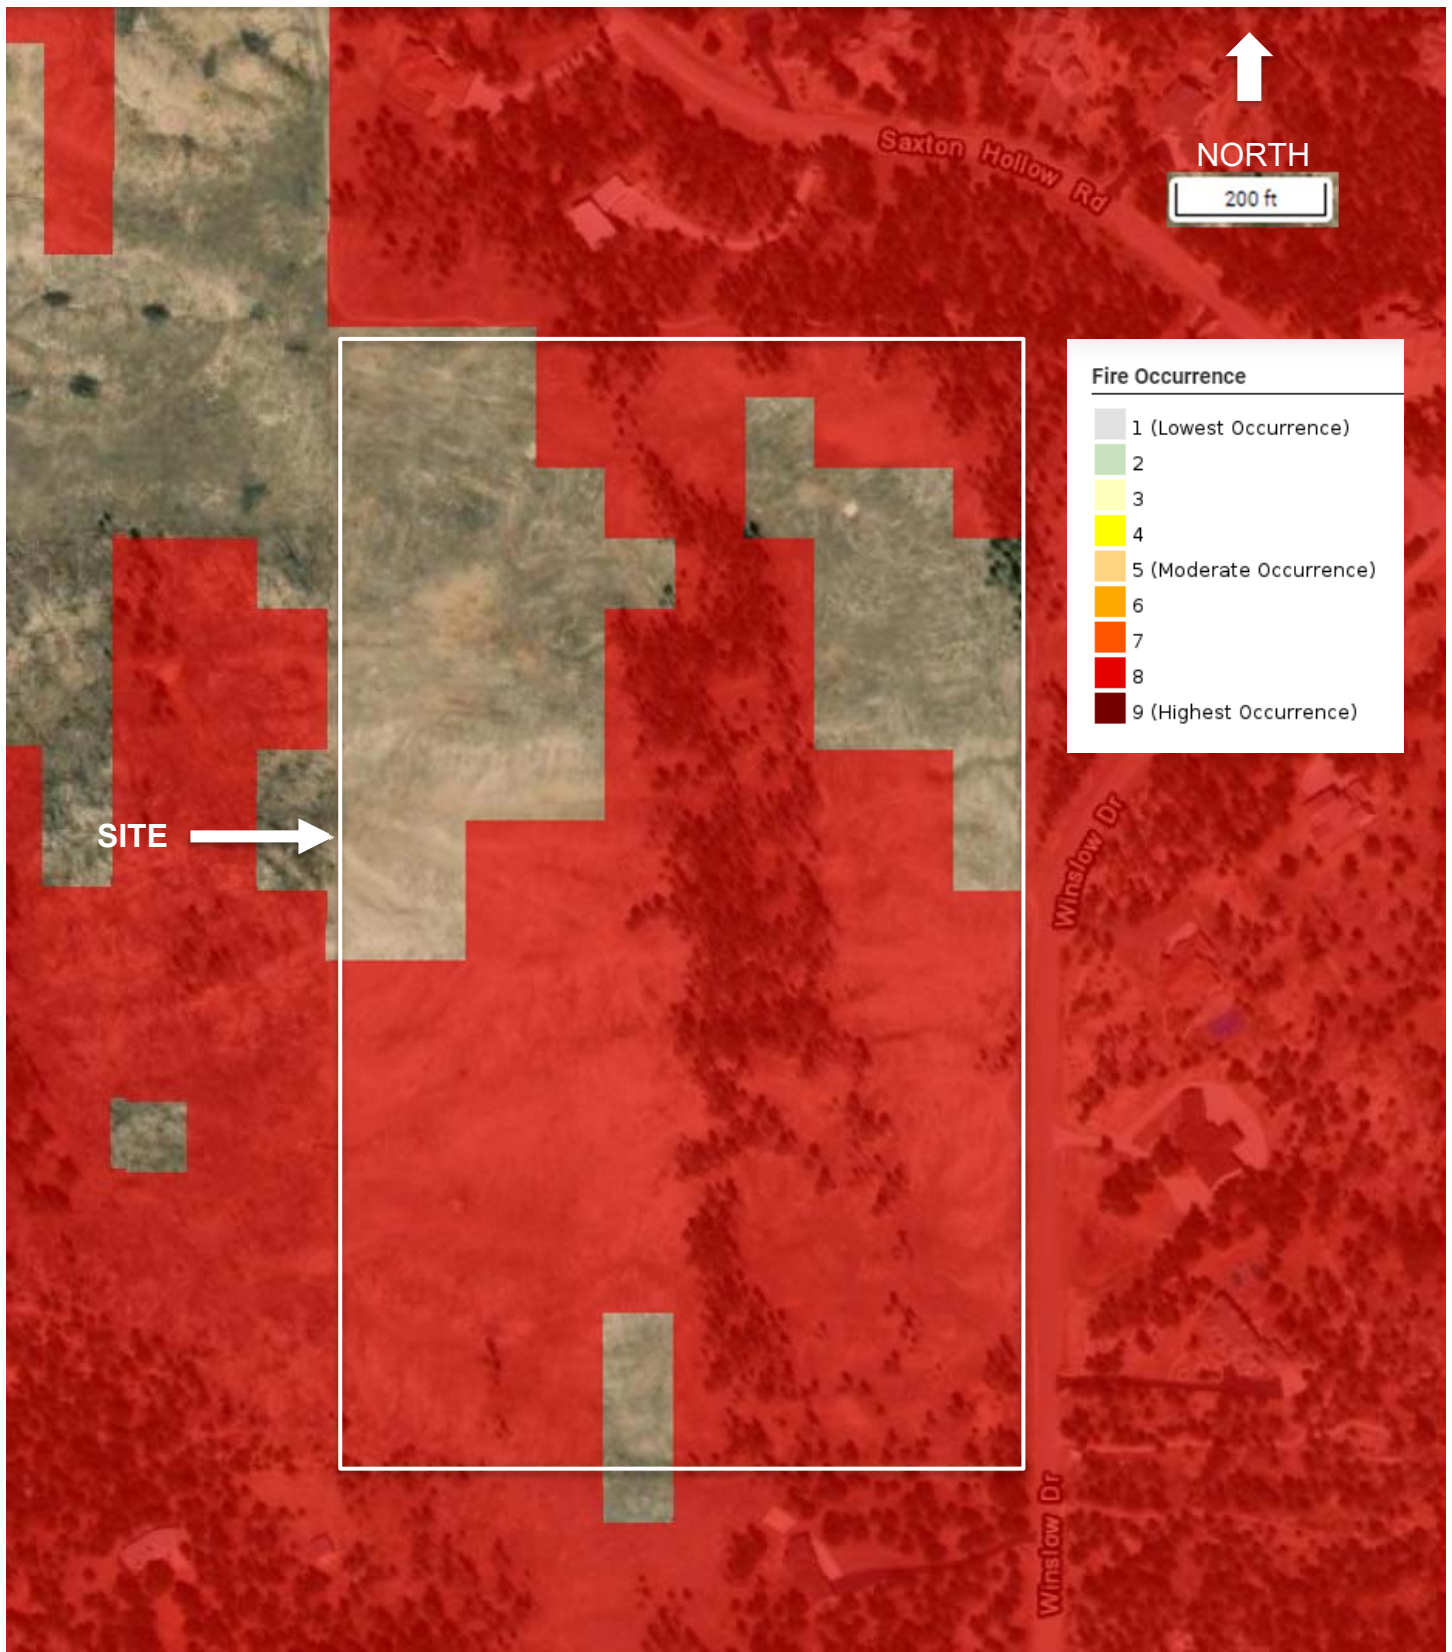 Saxton Hollow Rd
NORTH
200 ft
Fire Occurrence
1 (Lowest Occurrence)
2
3
4
5 (Moderate Occurrence)
6
7
8
9 (Highest Occurrence)
SITE
Winslow Dr
Winslow Dr